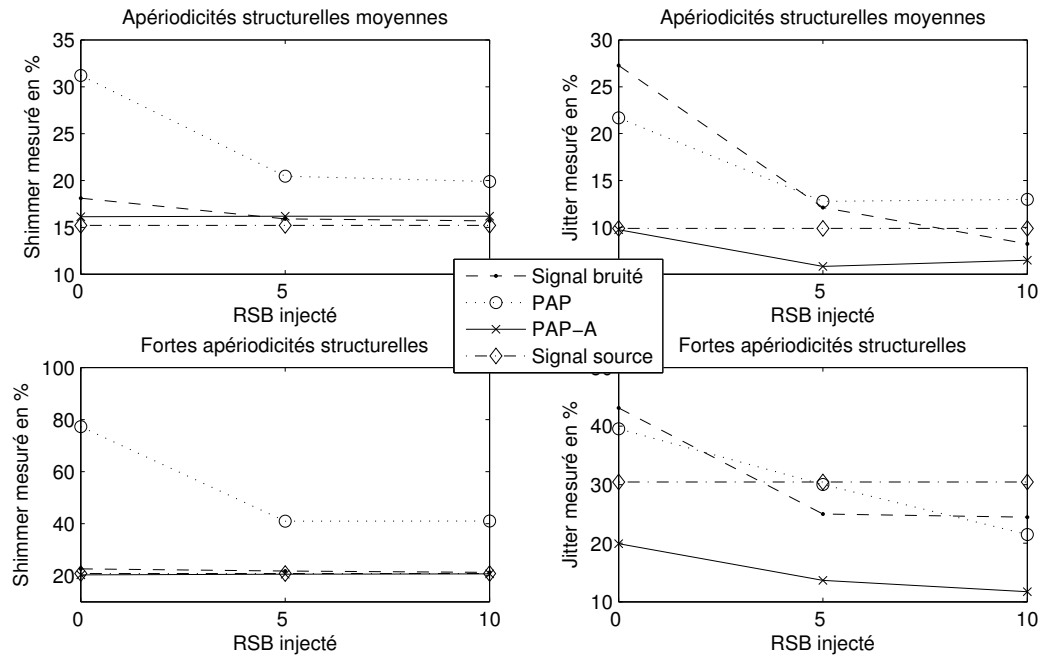 Apériodicités structurelles moyennes
Shimmer mesuré en %
35
30
25
20
15
10
0 5 10
RSB injecté
Apériodicités structurelles moyennes
Jitter mesuré en %
30
25
20
15
10
5
0 5 10
RSB injecté
Signal bruité
PAP
PAP-A
Signal source
Fortes apériodicités structurelles
Shimmer mesuré en %
100
80
60
40
20
0 5 10
RSB injecté
Fortes apériodicités structurelles
Jitter mesuré en %
40
30
20
10
0 5 10
RSB injecté